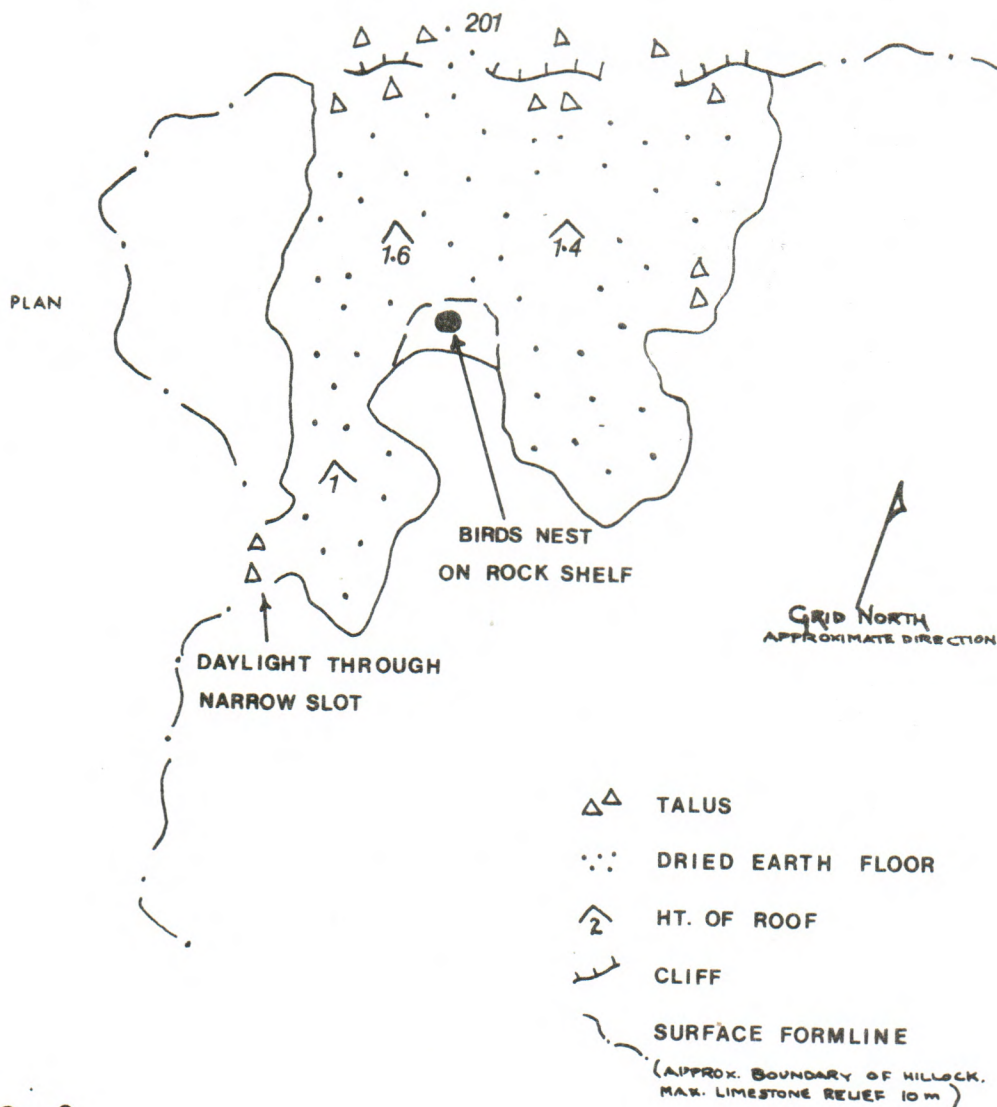 201
PLAN
1.6
1.4
1
BIRDS NEST
ON ROCK SHELF
GRID NORTH
APPROXIMATE DIRECTION
DAYLIGHT THROUGH
NARROW SLOT
TALUS
DRIED EARTH FLOOR
2 HT. OF ROOF
CLIFF
SURFACE FORMLINE
(APPROX. BOUNDARY OF HILLOCK,
MAX. LIMESTONE RELIEF 10 m)